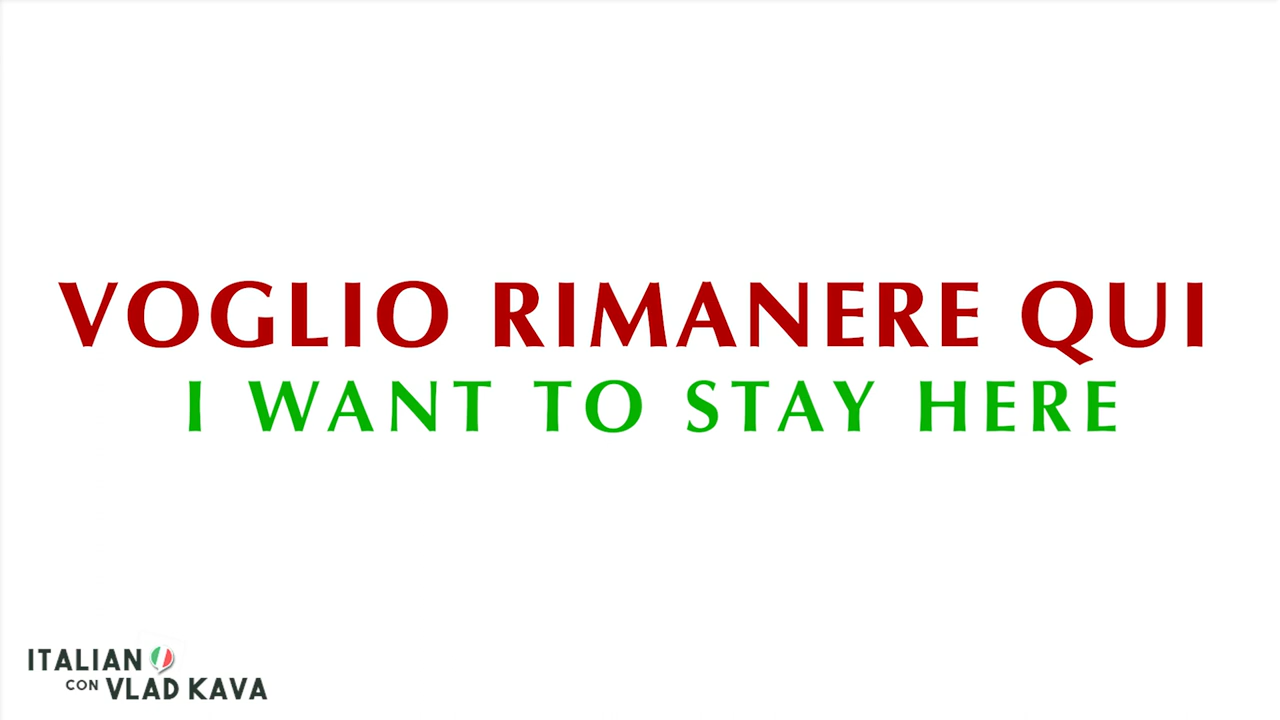 VOGLIO RIMANERE QUI
I WANT TO STAY HERE
ITALIAN
CON VLAD KAVA